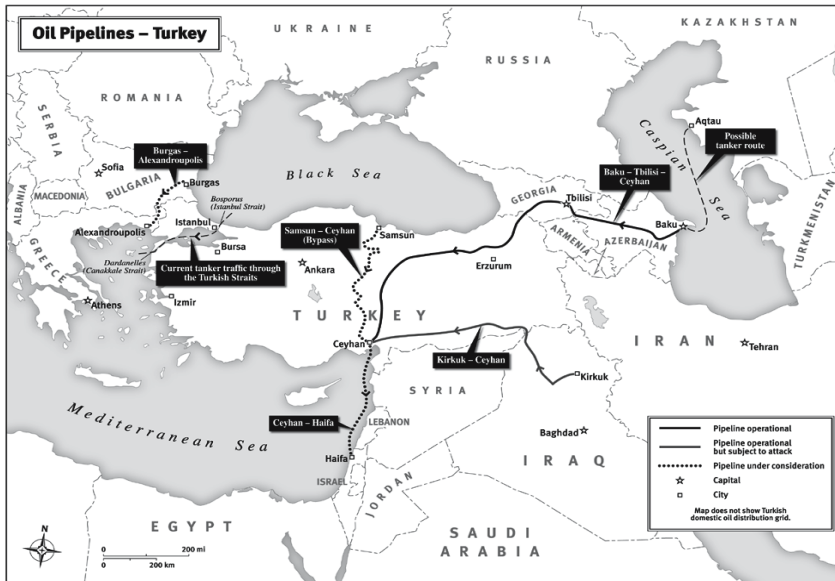 Oil Pipelines – Turkey
UKRAINE
KAZAKHSTAN
RUSSIA
ROMANIA
SERBIA
Aqtau
Caspian Sea
Possible
tanker route
Burgas –
Alexandroupolis
Sofia
BULGARIA
Burgas
Black Sea
MACEDONIA
ALBANIA
GEORGIA
Tbilisi
Baku – Tbilisi –
Ceyhan
Baku
TURKMENISTAN
Bosporus
(Istanbul Strait)
Istanbul
Alexandroupolis
Bursa
Samsun – Ceyhan
(Bypass)
Samsun
ARMENIA
AZERBAIJAN
GREECE
Dardanelles
(Canakkale Strait)
Current tanker traffic through
the Turkish Straits
Ankara
Erzurum
Athens
Izmir
TURKEY
IRAN
Tehran
Ceyhan
Kirkuk – Ceyhan
Kirkuk
SYRIA
Mediterranean Sea
Ceyhan – Haifa
LEBANON
Baghdad
IRAQ
Haifa
ISRAEL
JORDAN
EGYPT
SAUDI
ARABIA
Pipeline operational
Pipeline operational
but subject to attack
Pipeline under consideration
Capital
City
Map does not show Turkish
domestic oil distribution grid.
N
0 200 mi
0 200 km